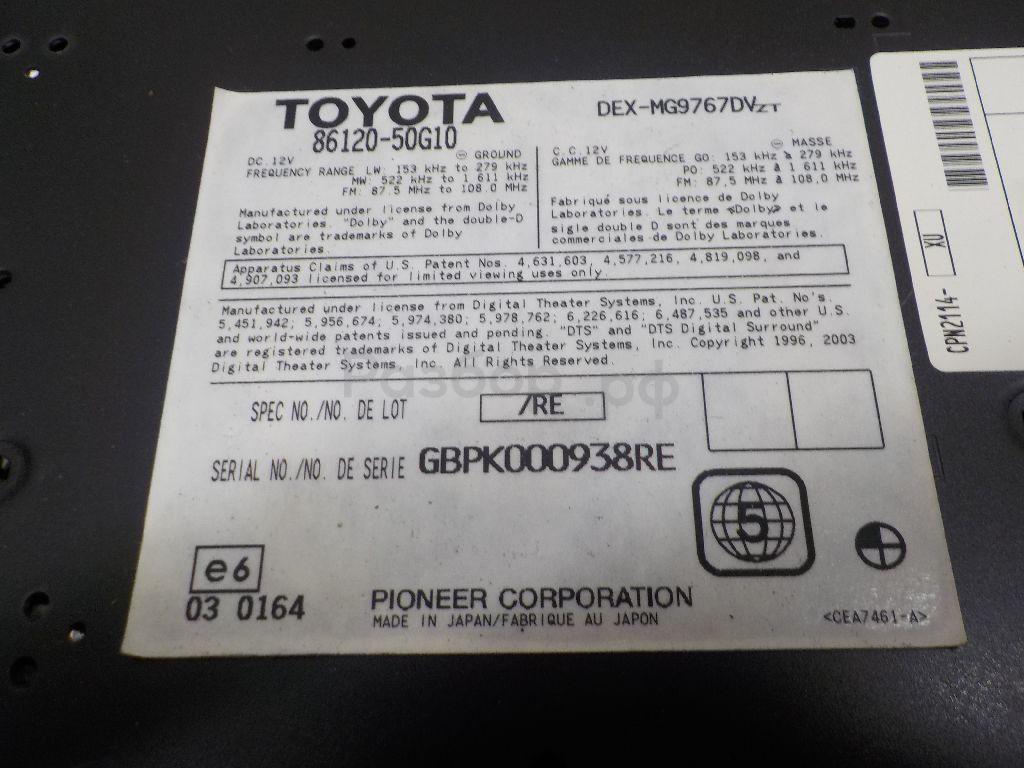 TOYOTA
86120-50G10
DEX-MG9767DVZT
DC. 12V ⊖ GROUND
FREQUENCY RANGE LW: 153 kHz to 279 kHz
MW: 522 kHz to 1 611 kHz
FM: 87.5 MHz to 108.0 MHz
Manufactured under license from Dolby
Laboratories. "Dolby" and the double-D
symbol are trademarks of Dolby
Laboratories.
C.C. 12V ⊖ MASSE
GAMME DE FREQUENCE GO: 153 kHz à 279 kHz
PO: 522 kHz à 1 611 kHz
FM: 87,5 MHz à 108,0 MHz
Fabriqué sous licence de Dolby
Laboratories. Le terme «Dolby» et le
sigle double D sont des marques
commerciales de Dolby Laboratories.
Apparatus Claims of U.S. Patent Nos. 4,631,603, 4,577,216, 4,819,098, and
4,907,093 licensed for limited viewing uses only.
Manufactured under license from Digital Theater Systems, Inc. U.S. Pat. No's.
5,451,942; 5,956,674; 5,974,380; 5,978,762; 6,226,616; 6,487,535 and other U.S.
and world-wide patents issued and pending. "DTS" and "DTS Digital Surround"
are registered trademarks of Digital Theater Systems, Inc. Copyright 1996, 2003
Digital Theater Systems, Inc. All Rights Reserved.
Разбор.рф
SPEC NO./NO. DE LOT /RE
SERIAL NO./NO. DE SERIE GBPK000938RE
5
e6
03 0164
PIONEER CORPORATION
MADE IN JAPAN/FABRIQUE AU JAPON
<CEA7461-A>
CPN2114- XU